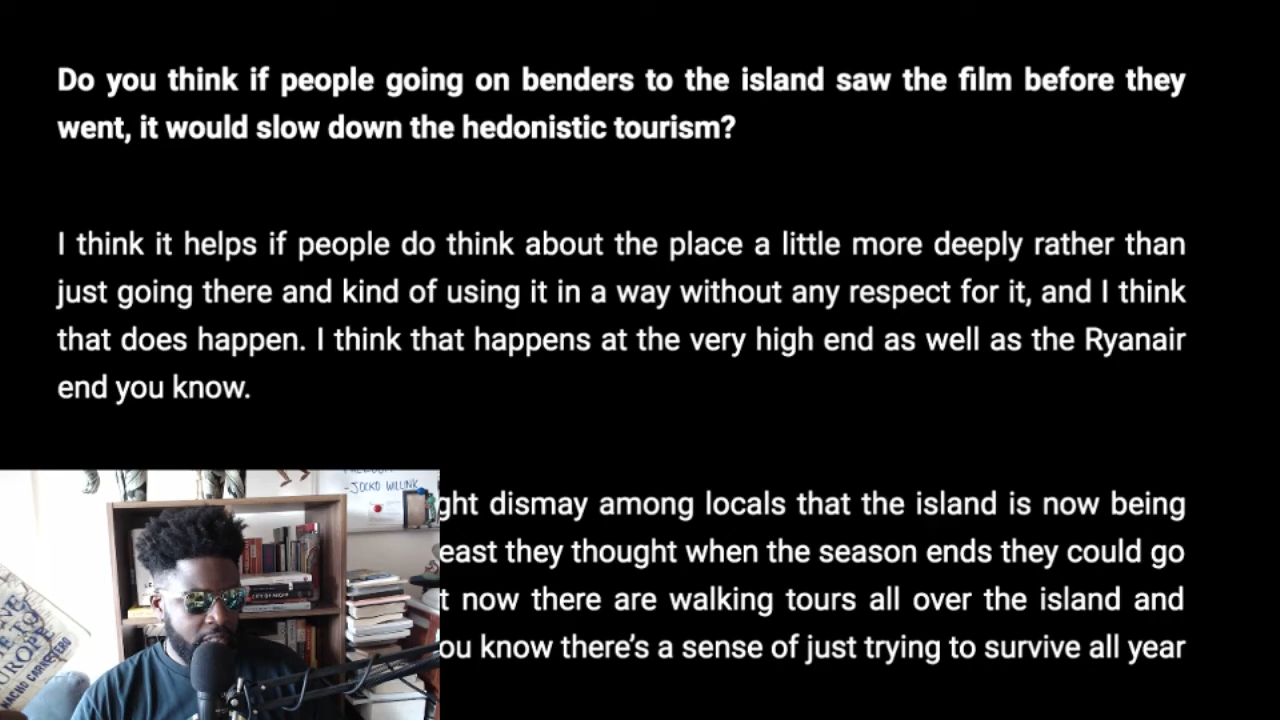 Do you think if people going on benders to the island saw the film before they
went, it would slow down the hedonistic tourism?
I think it helps if people do think about the place a little more deeply rather than
just going there and kind of using it in a way without any respect for it, and I think
that does happen. I think that happens at the very high end as well as the Ryanair
end you know.
ght dismay among locals that the island is now being
east they thought when the season ends they could go
t now there are walking tours all over the island and
ou know there’s a sense of just trying to survive all year
-JOCKO WILLINK
EUROPE